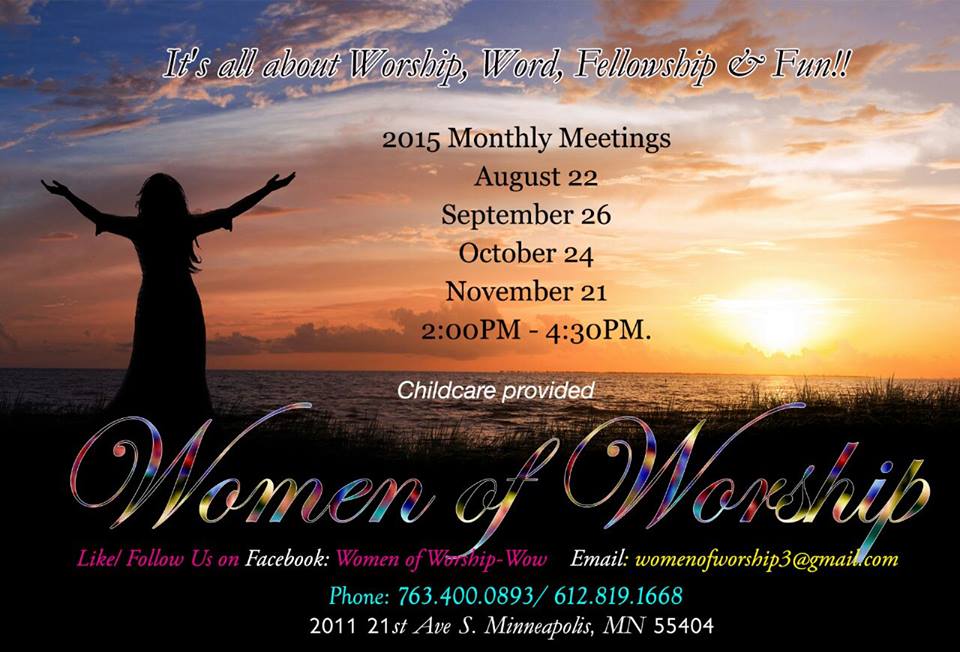 It's all about Worship, Word, Fellowship & Fun!!
2015 Monthly Meetings
August 22
September 26
October 24
November 21
2:00PM - 4:30PM.
Childcare provided
Women of Worship
Like/ Follow Us on Facebook: Women of Worship-Wow Email: womenofworship3@gmail.com
Phone: 763.400.0893/ 612.819.1668
2011 21st Ave S. Minneapolis, MN 55404